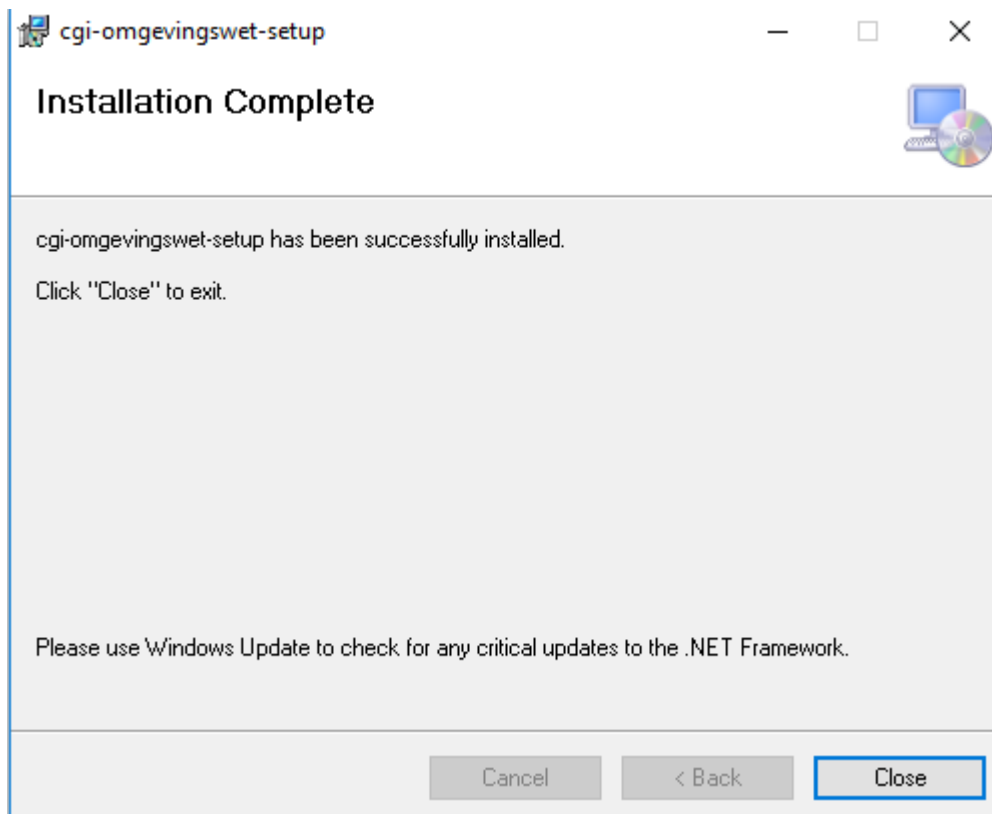 cgi-omgevingswet-setup
Installation Complete
cgi-omgevingswet-setup has been successfully installed.
Click "Close" to exit.
Please use Windows Update to check for any critical updates to the .NET Framework.
Cancel
< Back
Close